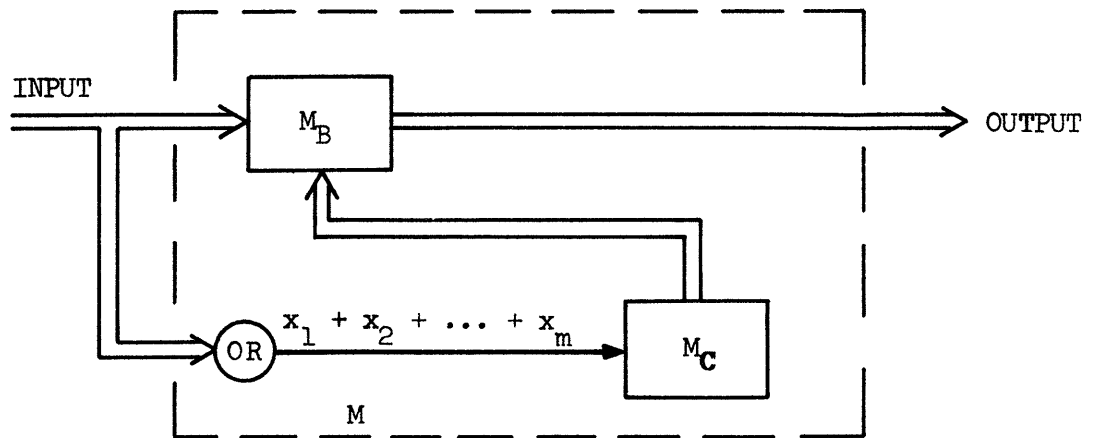 INPUT
M_B
OUTPUT
x_1 + x_2 + ... + x_m
OR
M_C
M